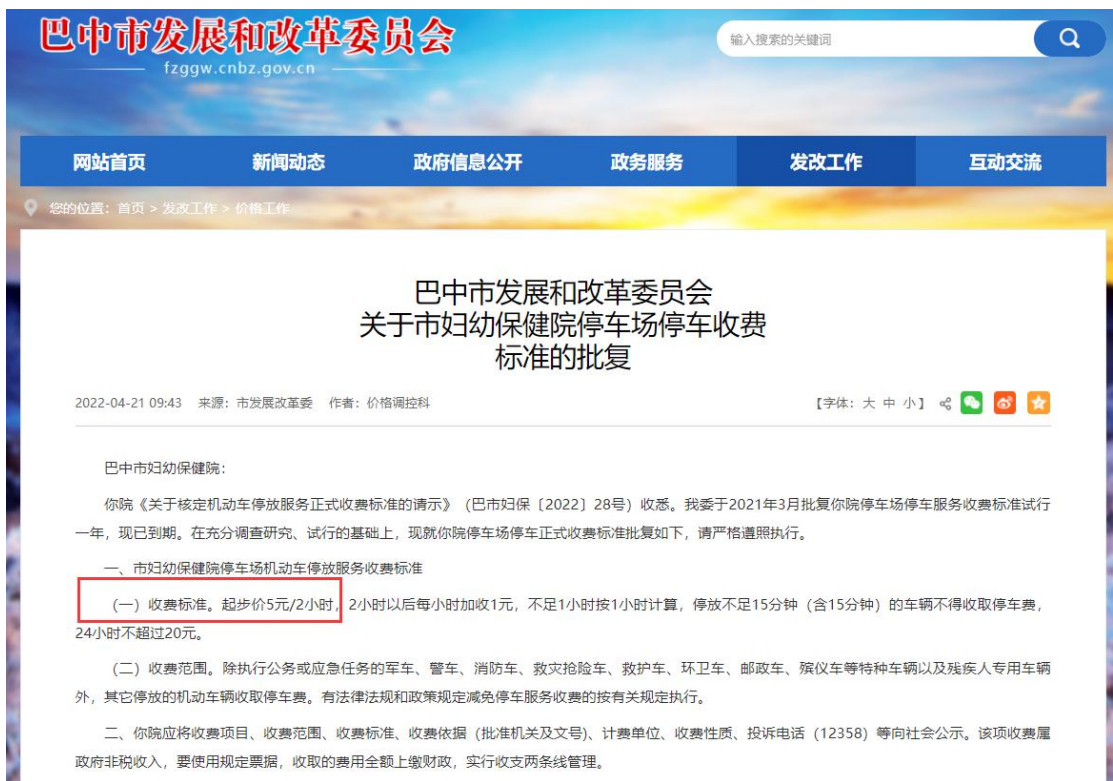 巴中市发展和改革委员会
fzggw.cnbz.gov.cn
输入搜索的关键词
网站首页 新闻动态 政府信息公开 政务服务 发改工作 互动交流
您的位置：首页 > 发改工作 > 价格工作
巴中市发展和改革委员会
关于市妇幼保健院停车场停车收费
标准的批复
2022-04-21 09:43 来源：市发展改革委 作者：价格调控科 【字体：大 中 小】
巴中市妇幼保健院：
你院《关于核定机动车停放服务正式收费标准的请示》（巴市妇保〔2022〕28号）收悉。我委于2021年3月批复你院停车场停车服务收费标准试行
一年，现已到期。在充分调查研究、试行的基础上，现就你院停车场停车正式收费标准批复如下，请严格遵照执行。
一、市妇幼保健院停车场机动车停放服务收费标准
（一）收费标准。起步价5元/2小时，2小时以后每小时加收1元，不足1小时按1小时计算，停放不足15分钟（含15分钟）的车辆不得收取停车费，
24小时不超过20元。
（二）收费范围。除执行公务或应急任务的军车、警车、消防车、救灾抢险车、救护车、环卫车、邮政车、殡仪车等特种车辆以及残疾人专用车辆
外，其它停放的机动车辆收取停车费。有法律法规和政策规定减免停车服务收费的按有关规定执行。
二、你院应将收费项目、收费范围、收费标准、收费依据（批准机关及文号）、计费单位、收费性质、投诉电话（12358）等向社会公示。该项收费属
政府非税收入，要使用规定票据，收取的费用全额上缴财政，实行收支两条线管理。